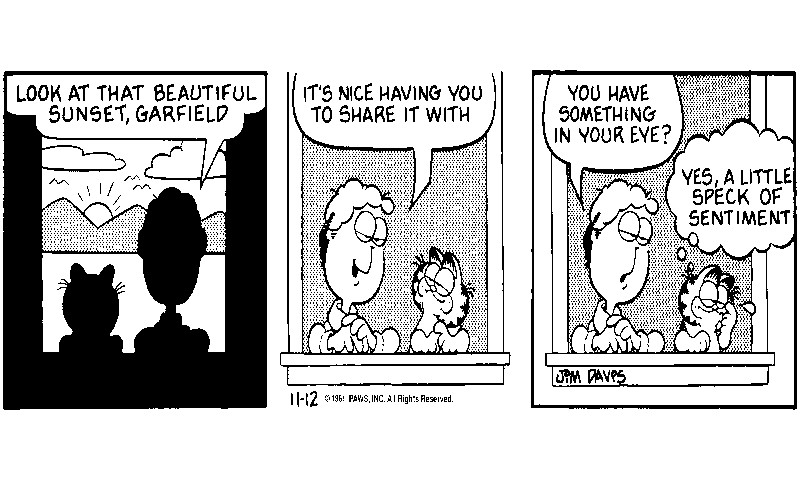 LOOK AT THAT BEAUTIFUL
SUNSET, GARFIELD
IT'S NICE HAVING YOU
TO SHARE IT WITH
YOU HAVE
SOMETHING
IN YOUR EYE?
YES, A LITTLE
SPECK OF
SENTIMENT
JIM DAVIS
11-12 © 1981 PAWS, INC. All Rights Reserved.